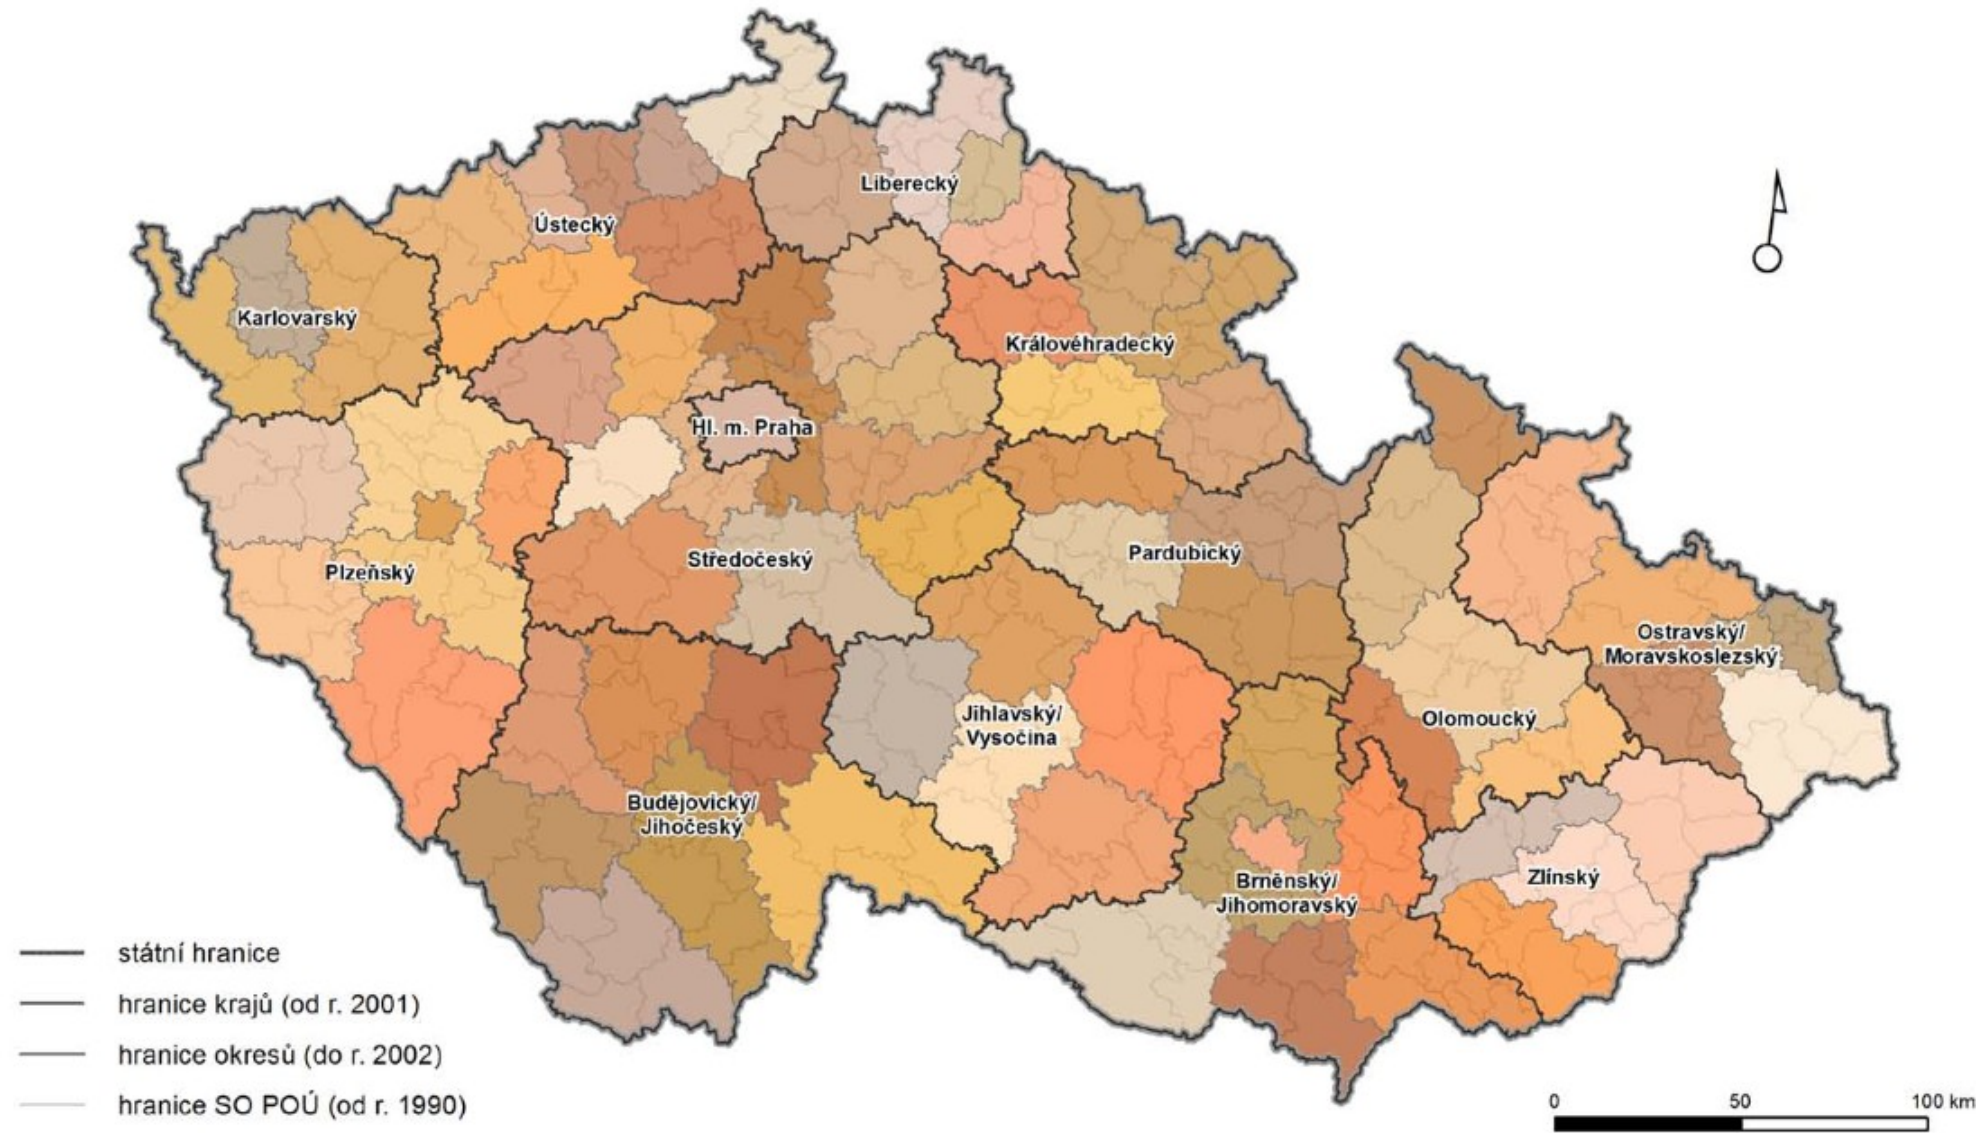 Liberecký
Ústecký
Karlovarský
Královéhradecký
Hl. m. Praha
Středočeský
Pardubický
Plzeňský
Ostravský/
Moravskoslezský
Jihlavský/
Vysočina
Olomoucký
Budějovický/
Jihočeský
Brněnský/
Jihomoravský
Zlínský
státní hranice
hranice krajů (od r. 2001)
hranice okresů (do r. 2002)
hranice SO POÚ (od r. 1990)
0 50 100 km